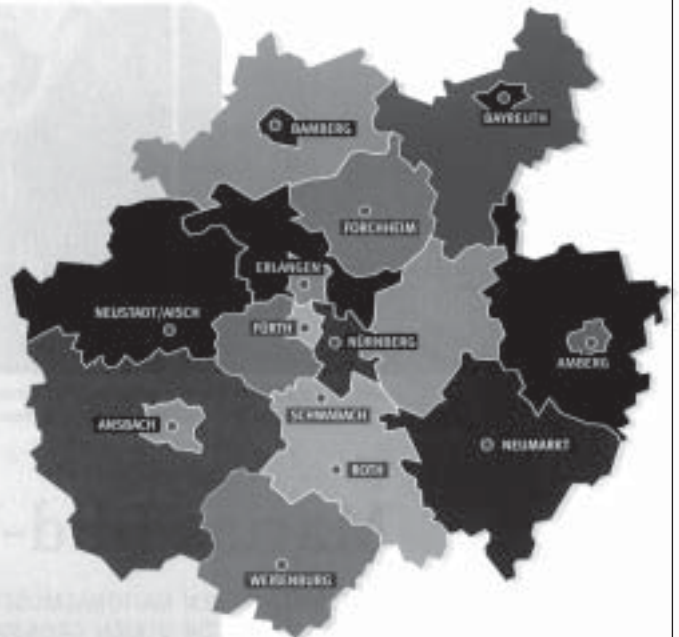 BAYREUTH
BAMBERG
FORCHHEIM
ERLANGEN
NEUSTADT/AISCH
FÜRTH
NÜRNBERG
AMBERG
SCHWABACH
ANSBACH
NEUMARKT
ROTH
WEIßENBURG